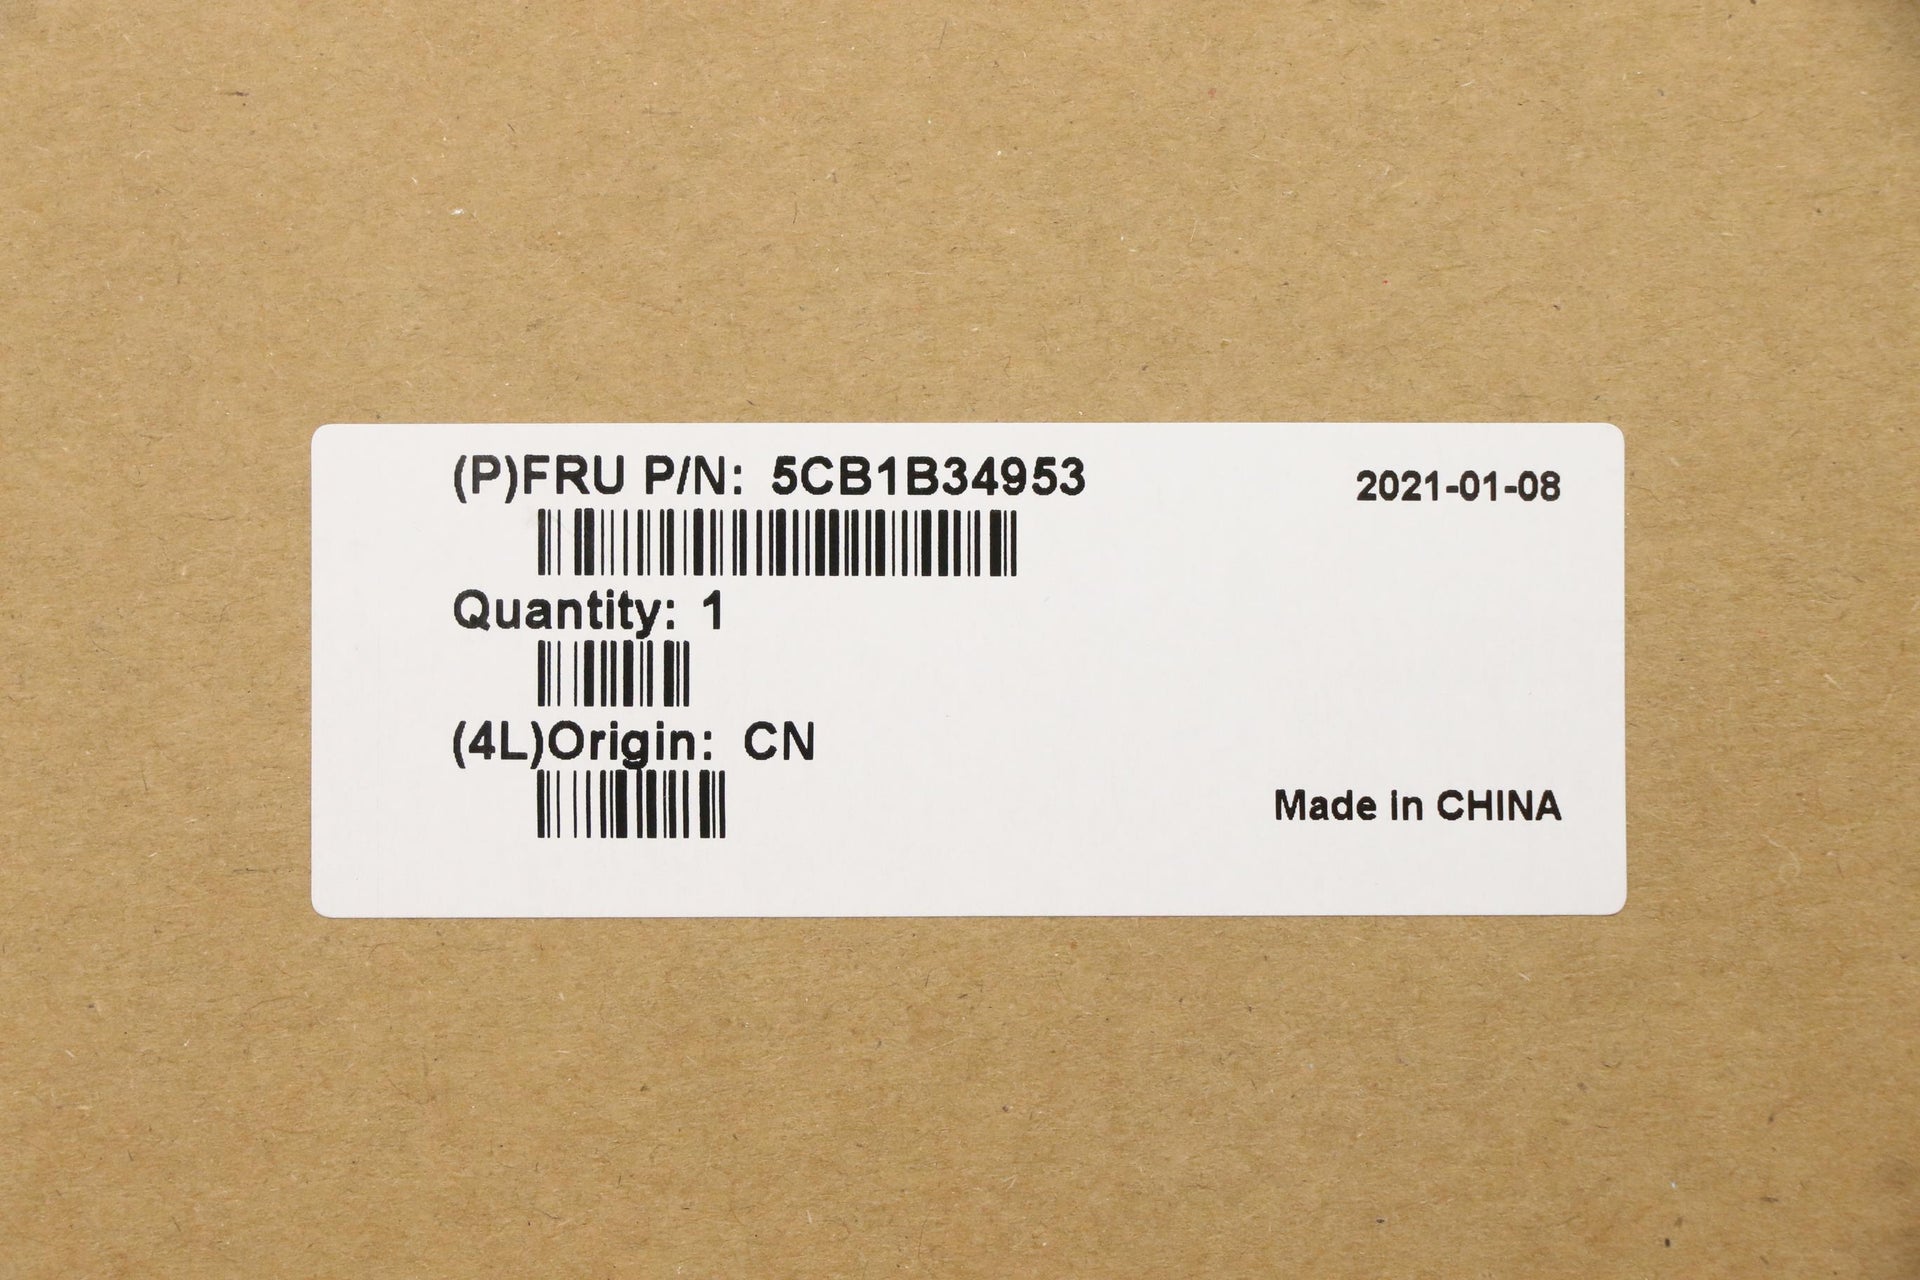 (P)FRU P/N: 5CB1B34953
2021-01-08
Quantity: 1
(4L)Origin: CN
Made in CHINA